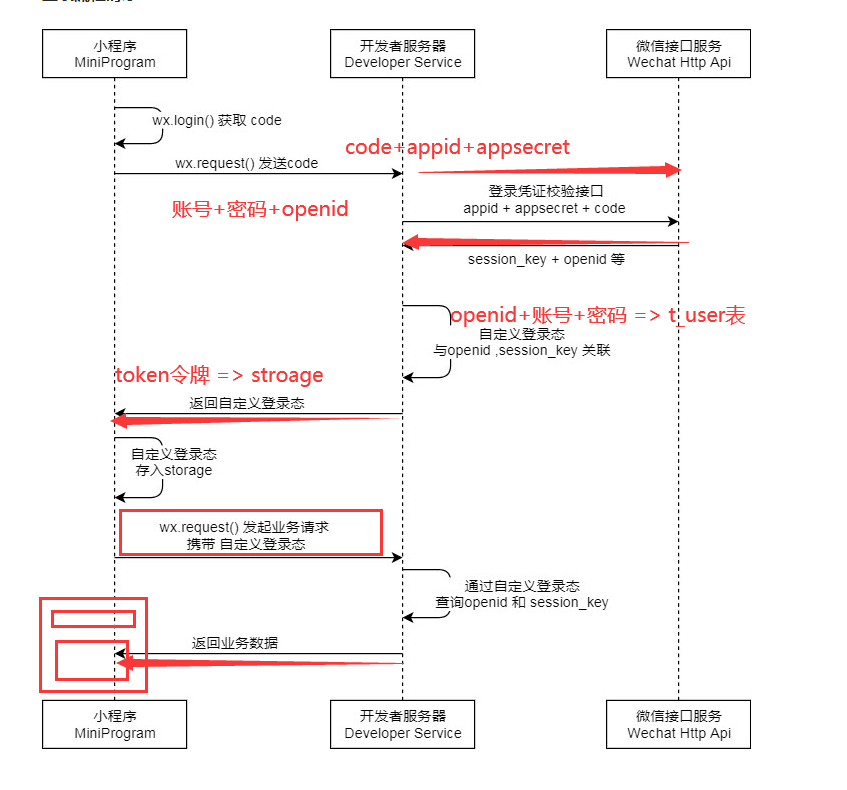 小程序
MiniProgram
开发者服务器
Developer Service
微信接口服务
Wechat Http Api
wx.login() 获取 code
code+appid+appsecret
wx.request() 发送code
登录凭证校验接口
appid + appsecret + code
账号+密码+openid
session_key + openid 等
openid+账号+密码 => t_user表
自定义登录态
与openid ,session_key 关联
token令牌 => stroage
返回自定义登录态
自定义登录态
存入storage
wx.request() 发起业务请求
携带 自定义登录态
通过自定义登录态
查询openid 和 session_key
返回业务数据
小程序
MiniProgram
开发者服务器
Developer Service
微信接口服务
Wechat Http Api